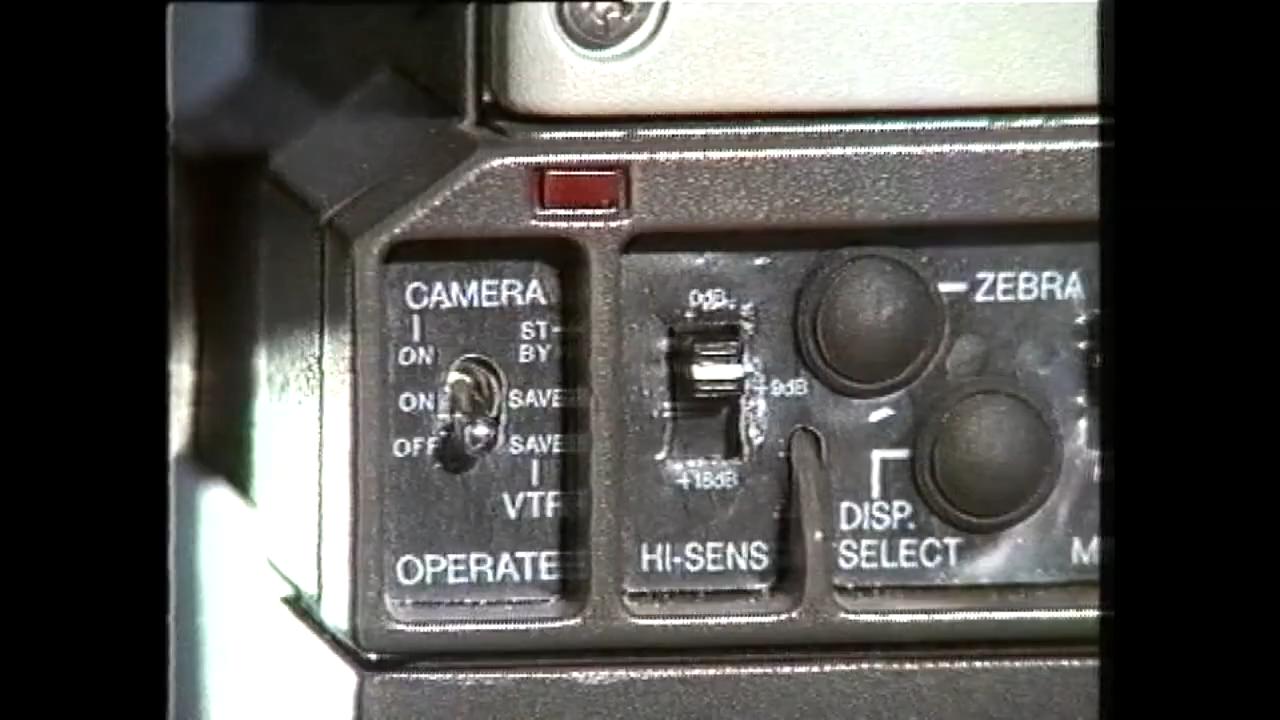 CAMERA
ON ST-
BY
ON SAVE
OFF SAVE
VTR
OPERATE
0dB
+9dB
+18dB
HI-SENS
ZEBRA
DISP.
SELECT